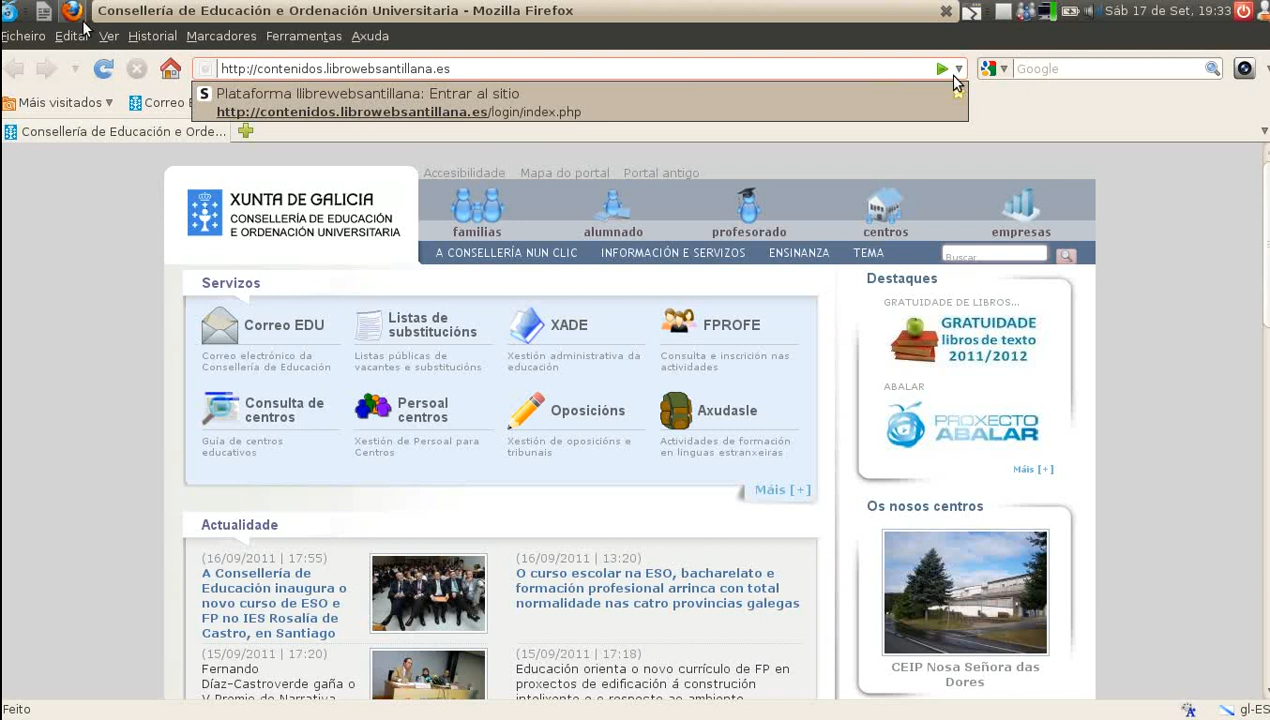 Consellería de Educación e Ordenación Universitaria - Mozilla Firefox
Sáb 17 de Set, 19:33
Ficheiro Editar Ver Historial Marcadores Ferramentas Axuda
http://contenidos.librowebsantillana.es
Google
Plataforma llibrewebsantillana: Entrar al sitio
http://contenidos.librowebsantillana.es/login/index.php
Máis visitados
Correo E
Consellería de Educación e Orde...
Accesibilidade Mapa do portal Portal antigo
XUNTA DE GALICIA
CONSELLERÍA DE EDUCACIÓN
E ORDENACIÓN UNIVERSITARIA
familias alumnado profesorado centros empresas
A CONSELLERÍA NUN CLIC INFORMACIÓN E SERVIZOS ENSINANZA TEMA
Buscar
Servizos
Correo EDU
Correo electrónico da
Consellería de Educación
Listas de
substitucións
Listas públicas de
vacantes e substitucións
XADE
Xestión administrativa da
educación
FPROFE
Consulta e inscrición nas
actividades
Consulta de
centros
Guía de centros
educativos
Persoal
centros
Xestión de Persoal para
Centros
Oposicións
Xestión de oposicións e
tribunais
Axudasle
Actividades de formación
en linguas estranxeiras
Máis [+]
Destaques
GRATUIDADE DE LIBROS...
GRATUIDADE
libros de texto
2011/2012
ABALAR
PROXECTO
ABALAR
Máis [+]
Os nosos centros
CEIP Nosa Señora das
Dores
Actualidade
(16/09/2011 | 17:55)
A Consellería de
Educación inaugura o
novo curso de ESO e
FP no IES Rosalía de
Castro, en Santiago
(16/09/2011 | 13:20)
O curso escolar na ESO, bacharelato e
formación profesional arrinca con total
normalidade nas catro provincias galegas
(15/09/2011 | 17:20)
Fernando
Díaz-Castroverde gaña o
V Premio de Narrativa
(15/09/2011 | 17:18)
Educación orienta o novo currículo de FP en
proxectos de edificación á construción
intelixente e o respecto ao ambiente
Feito
gl-ES